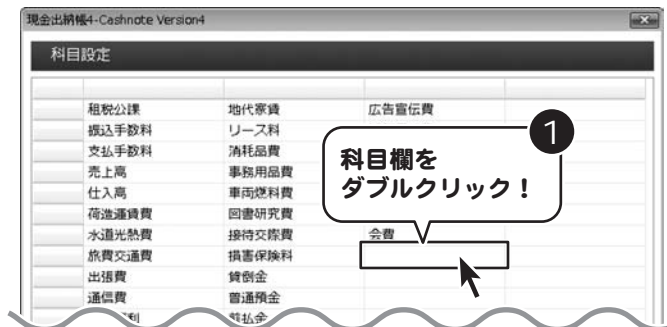 現金出納帳4-Cashnote Version4
科目設定
租税公課 地代家賃 広告宣伝費
振込手数料 リース料
支払手数料 消耗品費
売上高 事務用品費
仕入高 車両燃料費
荷造運賃費 図書研究費
水道光熱費 接待交際費 会費
旅費交通費 損害保険料
出張費 貸倒金
通信費 普通預金
前払金
1
科目欄を
ダブルクリック！